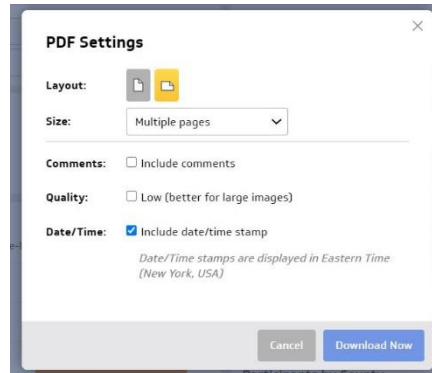 PDF Settings
Layout:
Size: Multiple pages
Comments: Include comments
Quality: Low (better for large images)
Date/Time: Include date/time stamp
Date/Time stamps are displayed in Eastern Time
(New York, USA)
Cancel Download Now